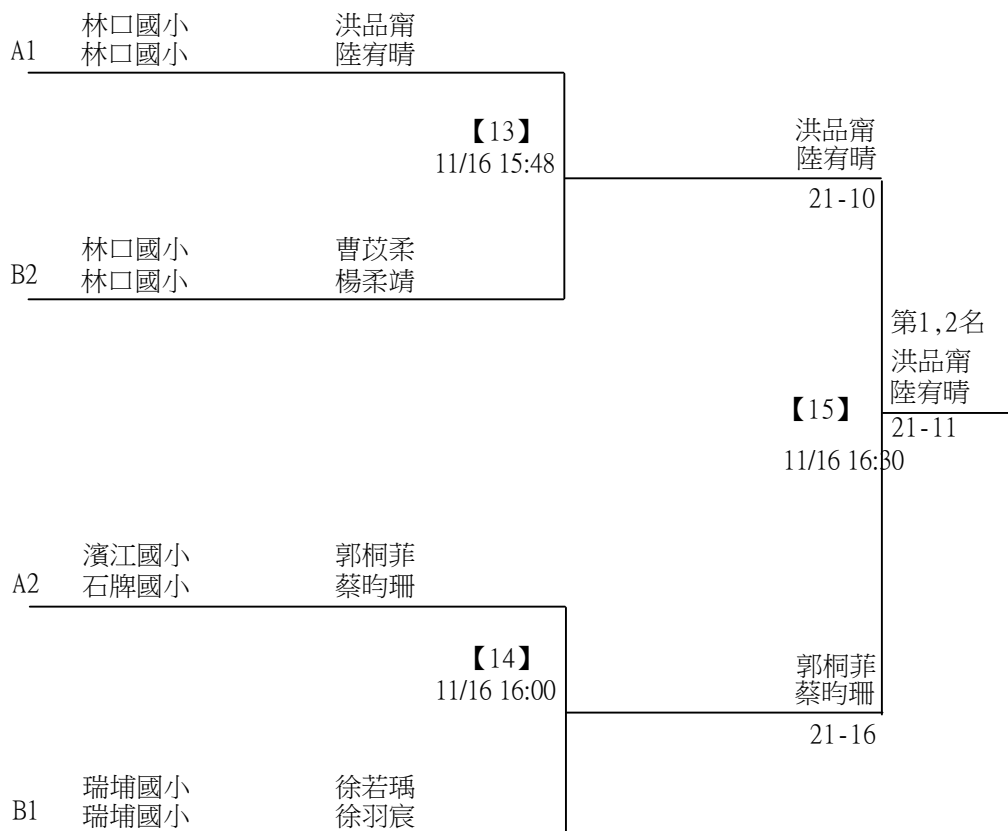 林口國小 洪品甯
A1 林口國小 陸宥晴
【13】
11/16 15:48
洪品甯
陸宥晴
21-10
林口國小 曹苡柔
B2 林口國小 楊柔靖
第1,2名
洪品甯
陸宥晴
【15】
21-11
11/16 16:30
濱江國小 郭桐菲
A2 石牌國小 蔡昀珊
【14】
11/16 16:00
郭桐菲
蔡昀珊
21-16
瑞埔國小 徐若瑀
B1 瑞埔國小 徐羽宸